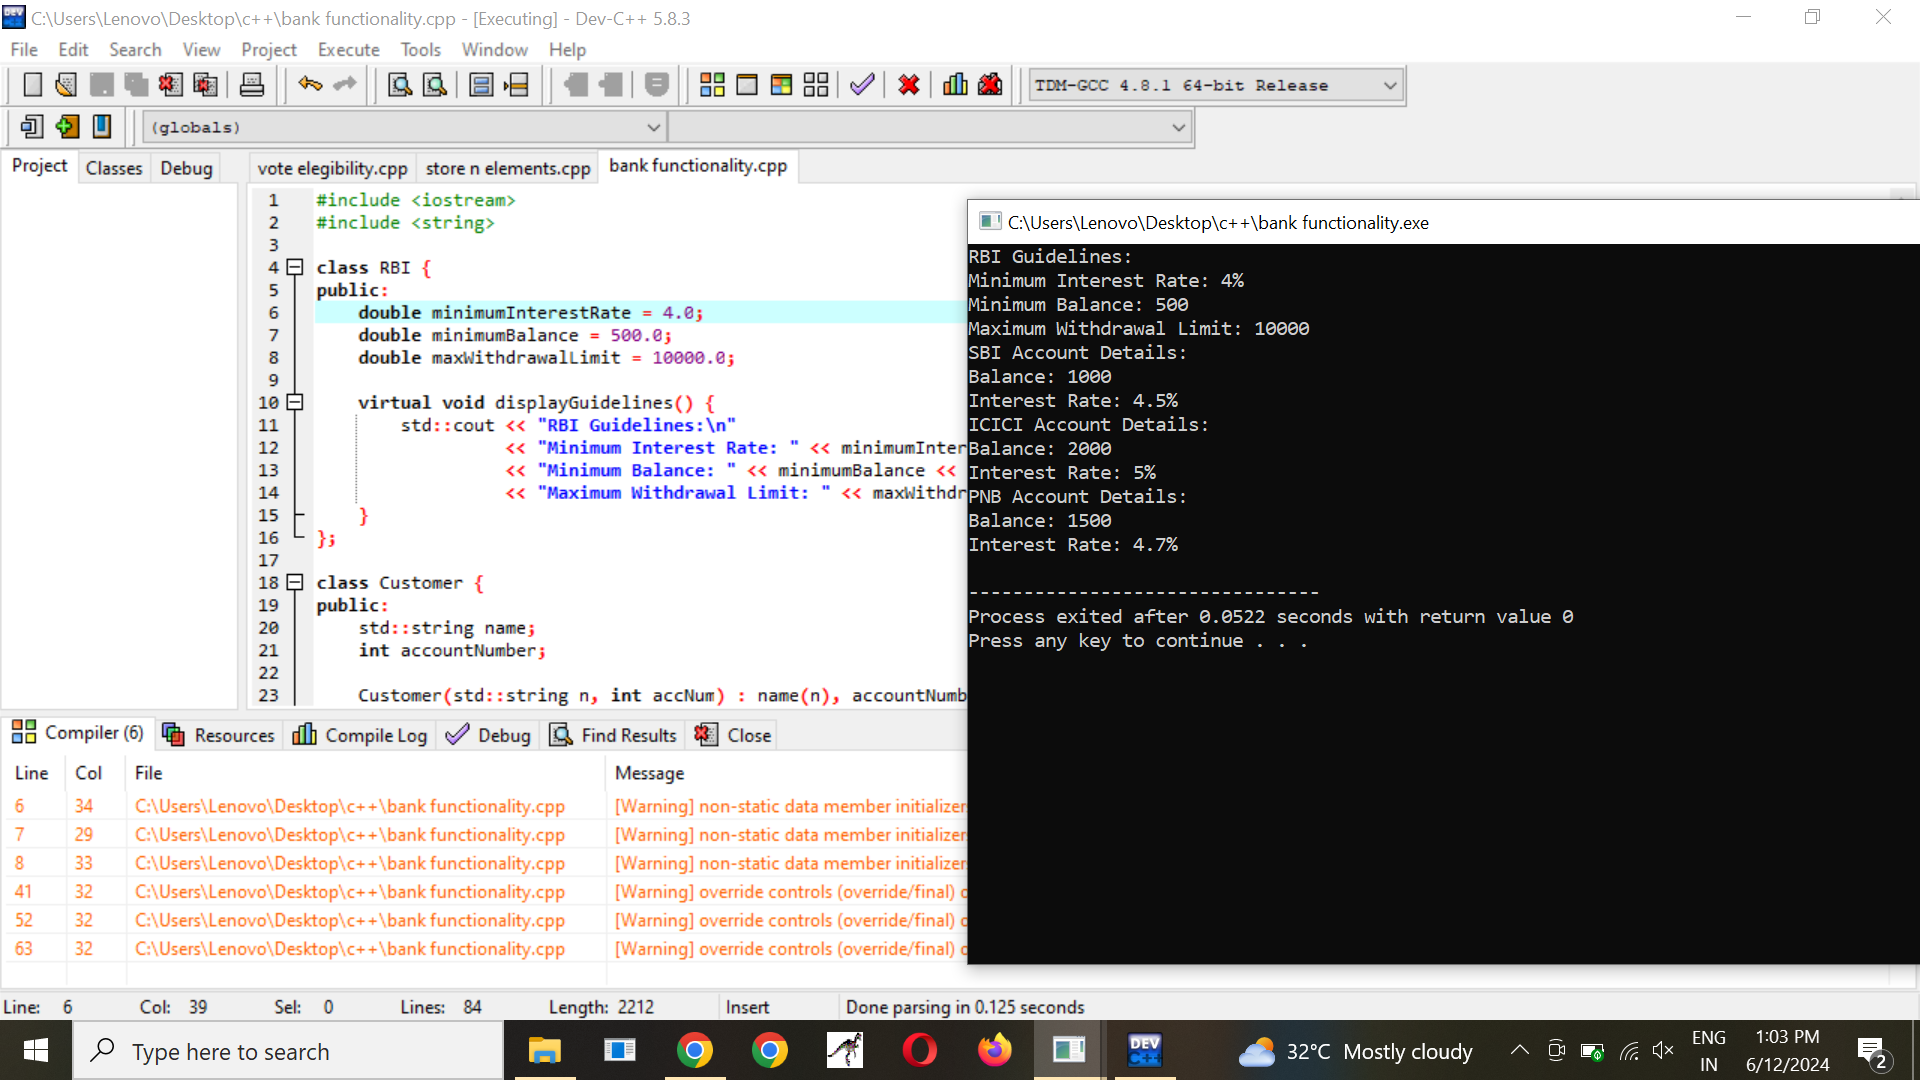 C:\Users\Lenovo\Desktop\c++\bank functionality.cpp - [Executing] - Dev-C++ 5.8.3
File Edit Search View Project Execute Tools Window Help
TDM-GCC 4.8.1 64-bit Release
(globals)
Project Classes Debug
vote elegibility.cpp store n elements.cpp bank functionality.cpp
1 #include <iostream>
2 #include <string>
3
4 class RBI {
5 public:
6 double minimumInterestRate = 4.0;
7 double minimumBalance = 500.0;
8 double maxWithdrawalLimit = 10000.0;
9
10 virtual void displayGuidelines() {
11 std::cout << "RBI Guidelines:\n"
12 << "Minimum Interest Rate: " << minimumInter
13 << "Minimum Balance: " << minimumBalance <<
14 << "Maximum Withdrawal Limit: " << maxWithdr
15 }
16 };
17
18 class Customer {
19 public:
20 std::string name;
21 int accountNumber;
22
23 Customer(std::string n, int accNum) : name(n), accountNumb
C:\Users\Lenovo\Desktop\c++\bank functionality.exe
RBI Guidelines:
Minimum Interest Rate: 4%
Minimum Balance: 500
Maximum Withdrawal Limit: 10000
SBI Account Details:
Balance: 1000
Interest Rate: 4.5%
ICICI Account Details:
Balance: 2000
Interest Rate: 5%
PNB Account Details:
Balance: 1500
Interest Rate: 4.7%
--------------------------------
Process exited after 0.0522 seconds with return value 0
Press any key to continue . . .
Compiler (6) Resources Compile Log Debug Find Results Close
Line Col File Message
6 34 C:\Users\Lenovo\Desktop\c++\bank functionality.cpp [Warning] non-static data member initializer
7 29 C:\Users\Lenovo\Desktop\c++\bank functionality.cpp [Warning] non-static data member initializer
8 33 C:\Users\Lenovo\Desktop\c++\bank functionality.cpp [Warning] non-static data member initializer
41 32 C:\Users\Lenovo\Desktop\c++\bank functionality.cpp [Warning] override controls (override/final)
52 32 C:\Users\Lenovo\Desktop\c++\bank functionality.cpp [Warning] override controls (override/final)
63 32 C:\Users\Lenovo\Desktop\c++\bank functionality.cpp [Warning] override controls (override/final)
Line: 6 Col: 39 Sel: 0 Lines: 84 Length: 2212 Insert Done parsing in 0.125 seconds
Type here to search
DEV C++
32°C Mostly cloudy
ENG
IN
1:03 PM
6/12/2024
2